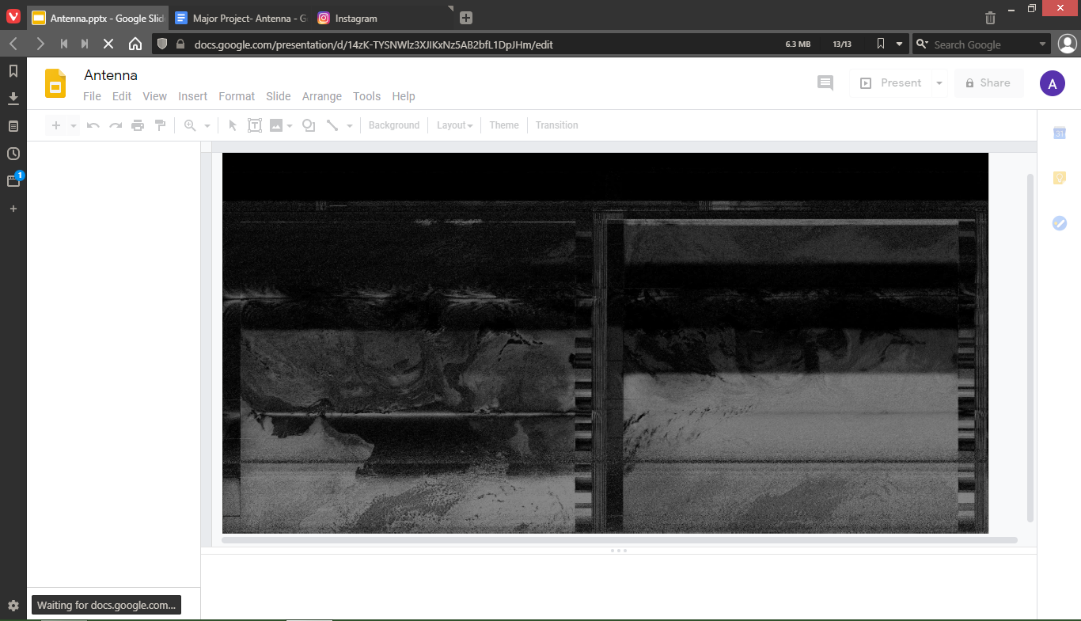 Antenna.pptx - Google Slid
Major Project- Antenna - G
Instagram
docs.google.com/presentation/d/14zK-TYSNWlz3XJIKxNz5AB2bfL1DpJHm/edit
6.3 MB
13/13
Search Google
1
Antenna
File Edit View Insert Format Slide Arrange Tools Help
Present
Share
A
Background
Layout
Theme
Transition
31
Waiting for docs.google.com...